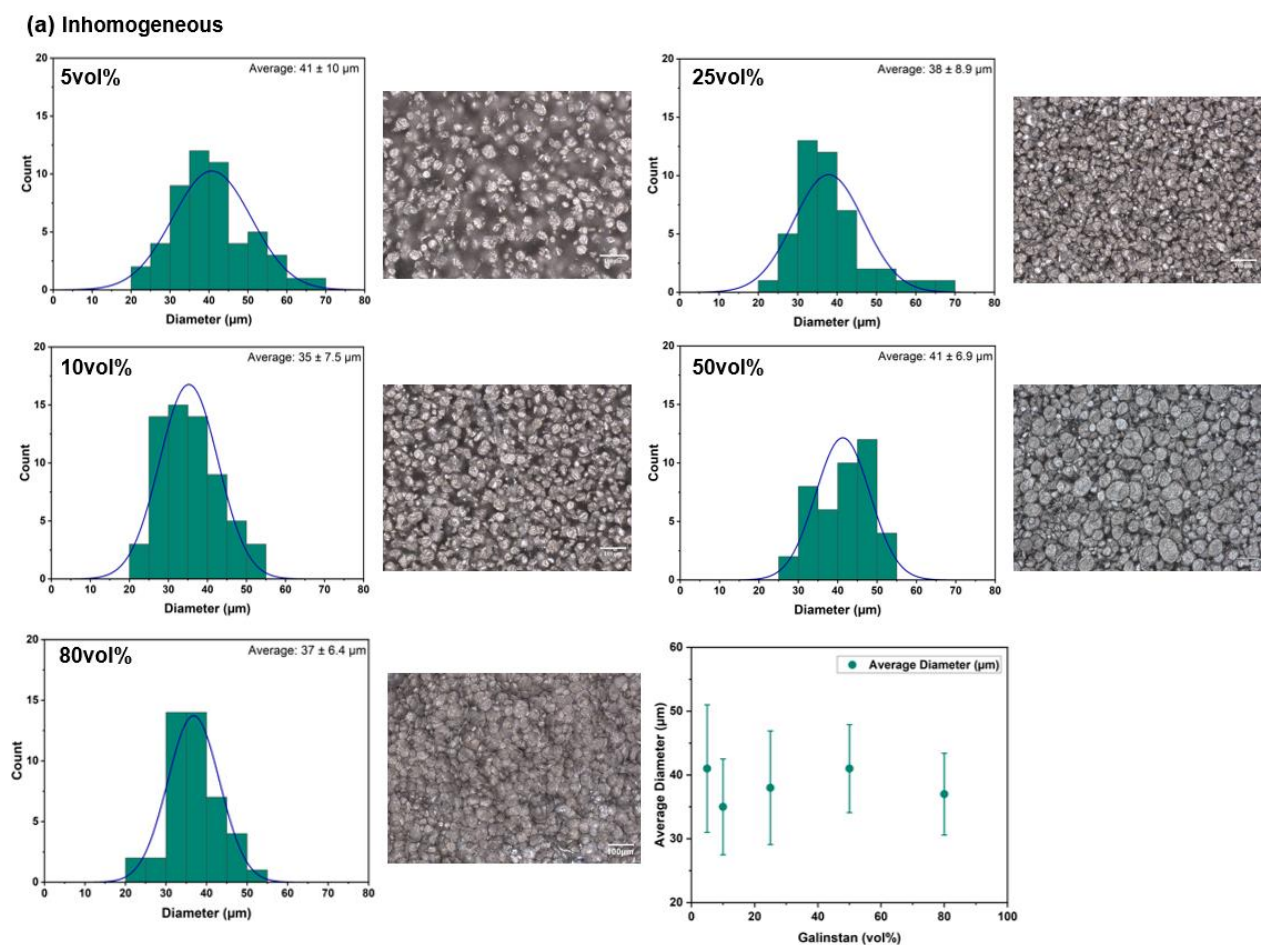 (a) Inhomogeneous
5vol%
Average: 41 ± 10 µm
20
15
10
5
0
Count
0 10 20 30 40 50 60 70 80
Diameter (µm)
25vol%
Average: 38 ± 8.9 µm
20
15
10
5
0
Count
0 10 20 30 40 50 60 70 80
Diameter (µm)
10vol%
Average: 35 ± 7.5 µm
20
15
10
5
0
Count
0 10 20 30 40 50 60 70 80
Diameter (µm)
50vol%
Average: 41 ± 6.9 µm
20
15
10
5
0
Count
0 10 20 30 40 50 60 70 80
Diameter (µm)
80vol%
Average: 37 ± 6.4 µm
20
15
10
5
0
Count
0 10 20 30 40 50 60 70 80
Diameter (µm)
100µm
Average Diameter (µm)
60
50
40
30
20
Average Diameter (µm)
0 20 40 60 80 100
Galinstan (vol%)